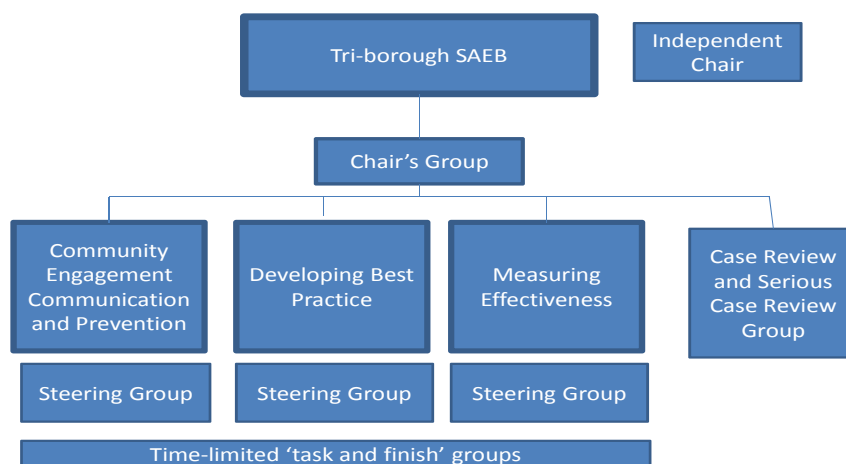 Tri-borough SAEB
Independent
Chair
Chair’s Group
Community
Engagement
Communication
and Prevention
Developing Best
Practice
Measuring
Effectiveness
Case Review
and Serious
Case Review
Group
Steering Group
Steering Group
Steering Group
Time-limited ‘task and finish’ groups